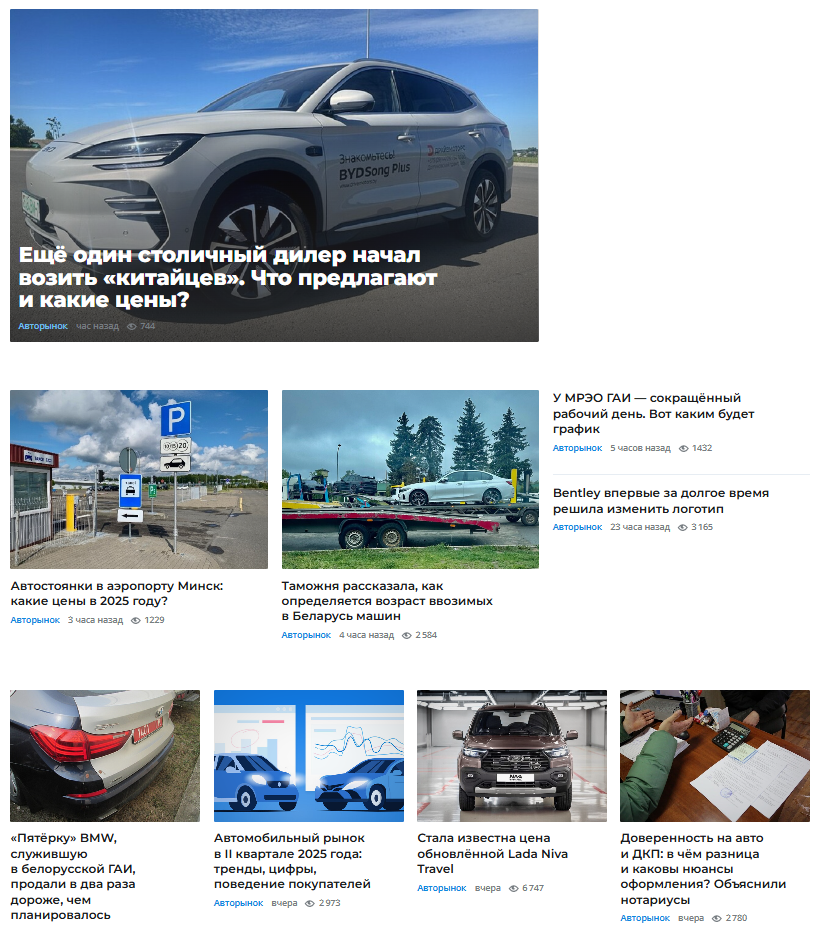 Знакомьтесь!
BYD Song Plus
Ещё один столичный дилер начал
возить «китайцев». Что предлагают
и какие цены?
Авторынок час назад 744
P
Автостоянки в аэропорту Минск:
какие цены в 2025 году?
Авторынок 3 часа назад 1229
Таможня рассказала, как
определяется возраст ввозимых
в Беларусь машин
Авторынок 4 часа назад 2 584
У МРЭО ГАИ — сокращённый
рабочий день. Вот каким будет
график
Авторынок 5 часов назад 1432
Bentley впервые за долгое время
решила изменить логотип
Авторынок 23 часа назад 3 165
«Пятёрку» BMW,
служившую
в белорусской ГАИ,
продали в два раза
дороже, чем
планировалось
Автомобильный рынок
в II квартале 2025 года:
тренды, цифры,
поведение покупателей
Авторынок вчера 2 973
Стала известна цена
обновлённой Lada Niva
Travel
Авторынок вчера 6 747
Доверенность на авто
и ДКП: в чём разница
и каковы нюансы
оформления? Объяснили
нотариусы
Авторынок вчера 2 780